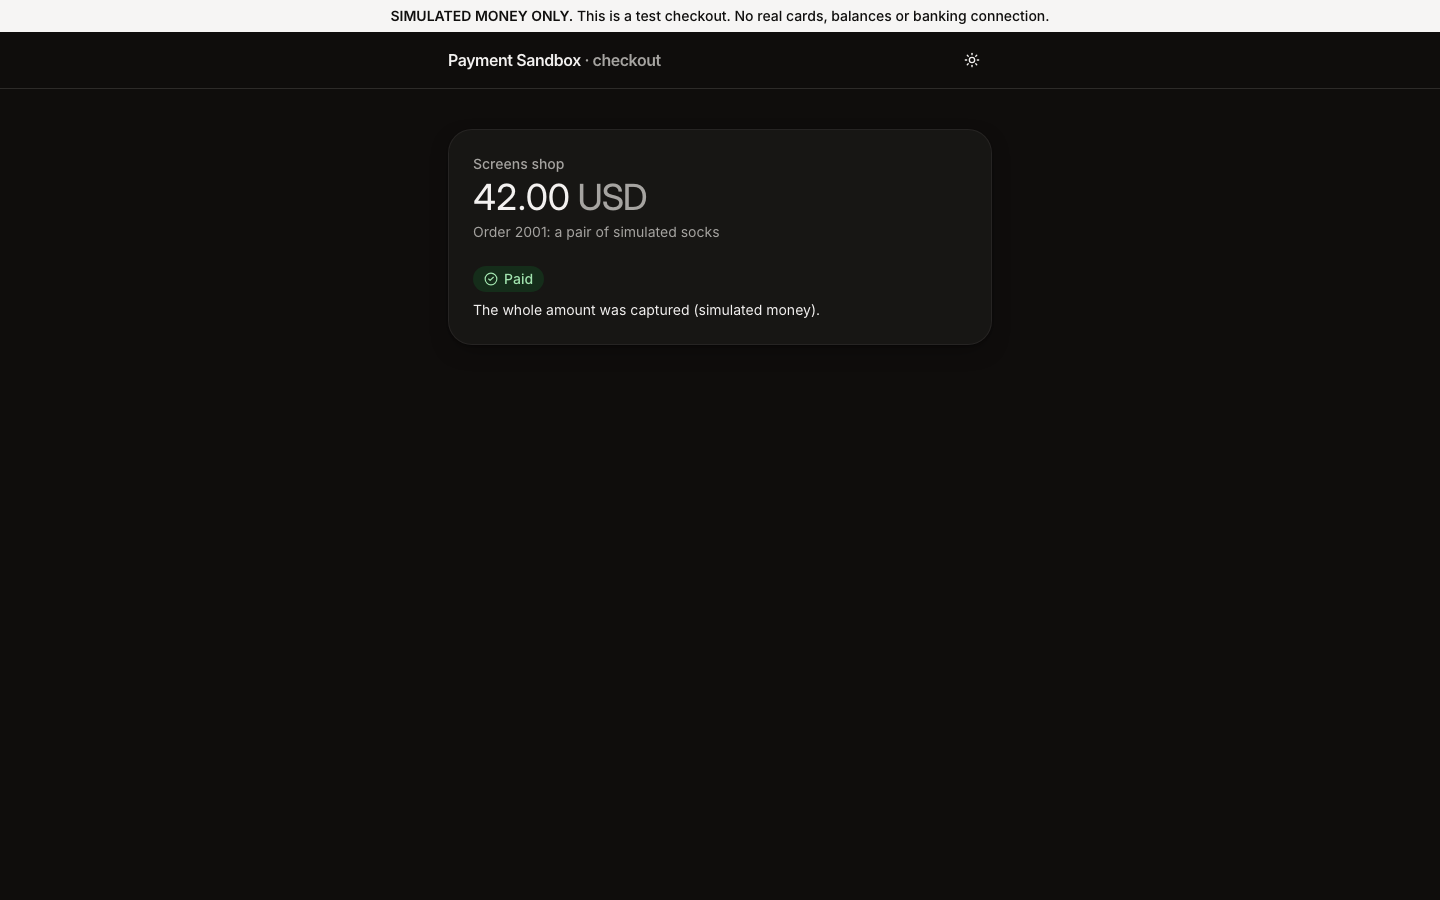 SIMULATED MONEY ONLY. This is a test checkout. No real cards, balances or banking connection.
Payment Sandbox · checkout
Screens shop
42.00 USD
Order 2001: a pair of simulated socks
Paid
The whole amount was captured (simulated money).